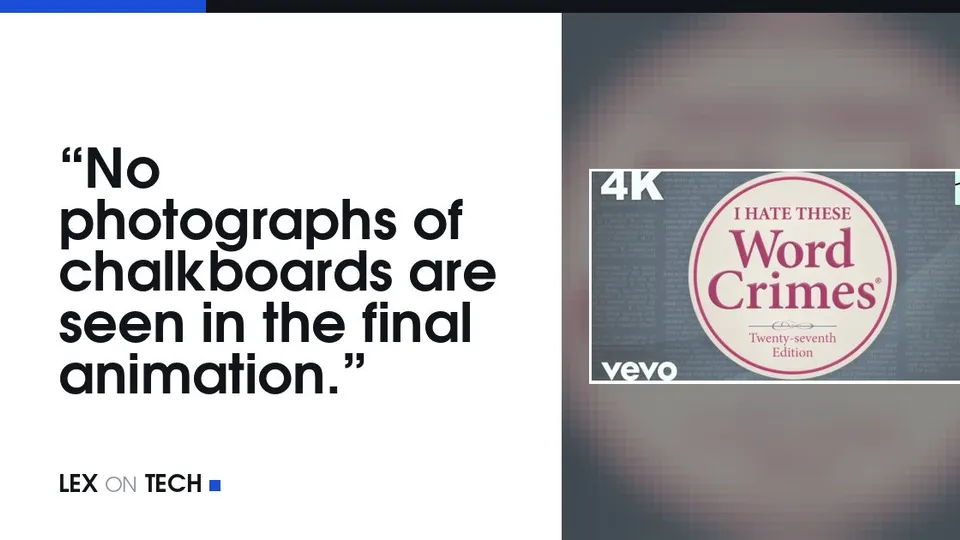 “No
photographs of
chalkboards are
seen in the final
animation.”
LEX ON TECH
4K
I HATE THESE
Word
Crimes®
Twenty-seventh
Edition
vevo